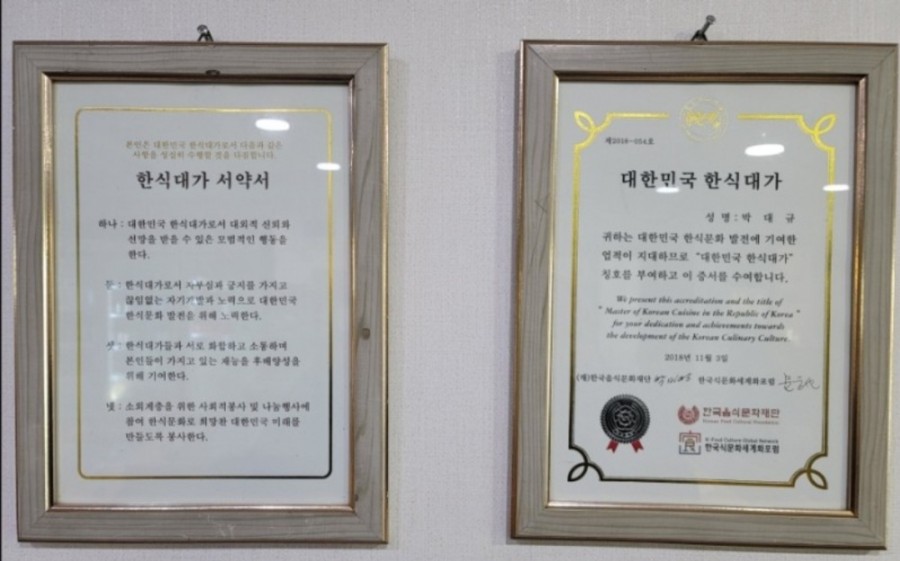 본인은 대한민국 한식대가로서 다음과 같은
사항을 성실히 수행할 것을 다짐합니다.
한식대가 서약서
하나 : 대한민국 한식대가로서 대외적 신뢰와
선망을 받을 수 있은 모범적인 행동을
한다.
둘 : 한식대가로서 자부심과 긍지를 가지고
끊임없는 자기개발과 노력으로 대한민국
한식문화 발전을 위해 노력한다.
셋 : 한식대가들과 서로 화합하고 소통하며
본인들이 가지고 있는 재능을 후배양성을
위해 기여한다.
넷 : 소외계층을 위한 사회적봉사 및 나눔행사에
참여 한식문화로 희망찬 대한민국 미래를
만들도록 봉사한다.
제2018-054호
대한민국 한식대가
성 명 : 박 대 규
귀하는 대한민국 한식문화 발전에 기여한
업적이 지대하므로 "대한민국 한식대가"
칭호를 부여하고 이 증서를 수여합니다.
We present this accreditation and the title of
" Master of Korean Cuisine in the Republic of Korea "
for your dedication and achievements towards
the development of the Korean Culinary Culture.
2018년 11월 3일
(재)한국음식문화재단 한국식문화세계화포럼
한국음식문화재단
Korean Food Cultural Foundation
K-Food Culture Global Network
한국식문화세계화포럼